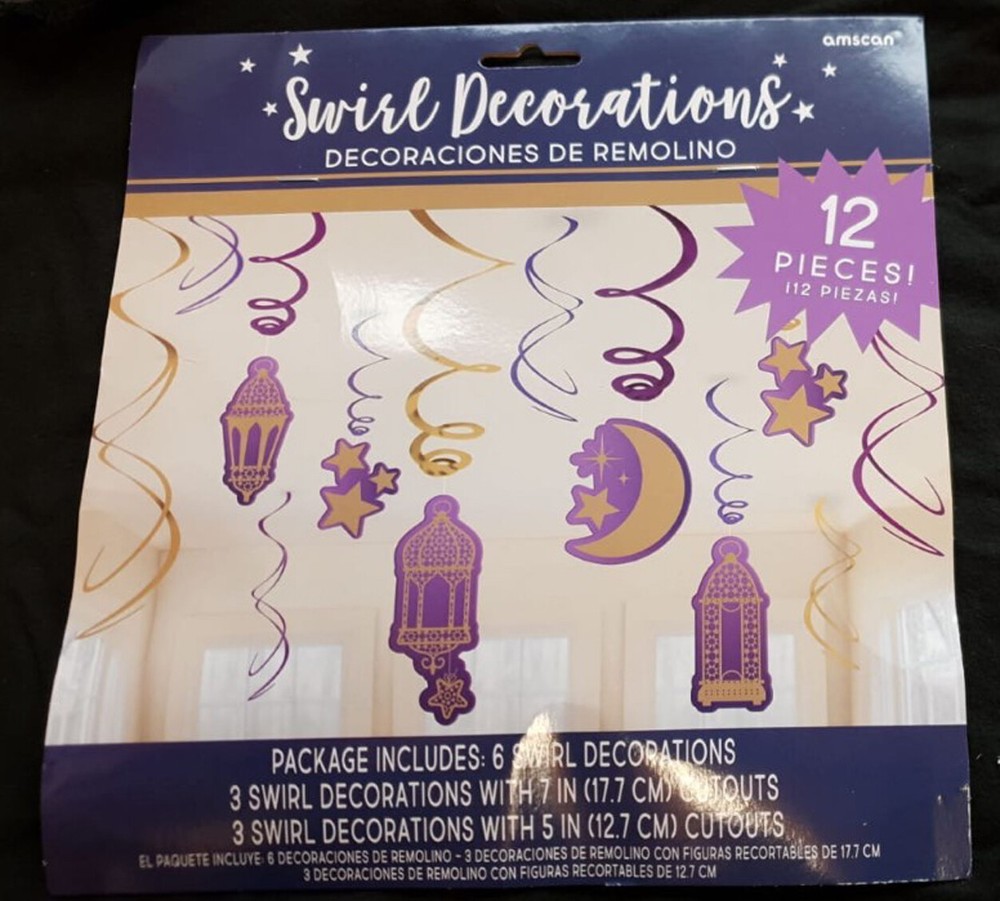 amscan™
Swirl Decorations
DECORACIONES DE REMOLINO
12
PIECES!
¡12 PIEZAS!
PACKAGE INCLUDES: 6 SWIRL DECORATIONS
3 SWIRL DECORATIONS WITH 7 IN (17.7 CM) CUTOUTS
3 SWIRL DECORATIONS WITH 5 IN (12.7 CM) CUTOUTS
EL PAQUETE INCLUYE: 6 DECORACIONES DE REMOLINO - 3 DECORACIONES DE REMOLINO CON FIGURAS RECORTABLES DE 17.7 CM
3 DECORACIONES DE REMOLINO CON FIGURAS RECORTABLES DE 12.7 CM